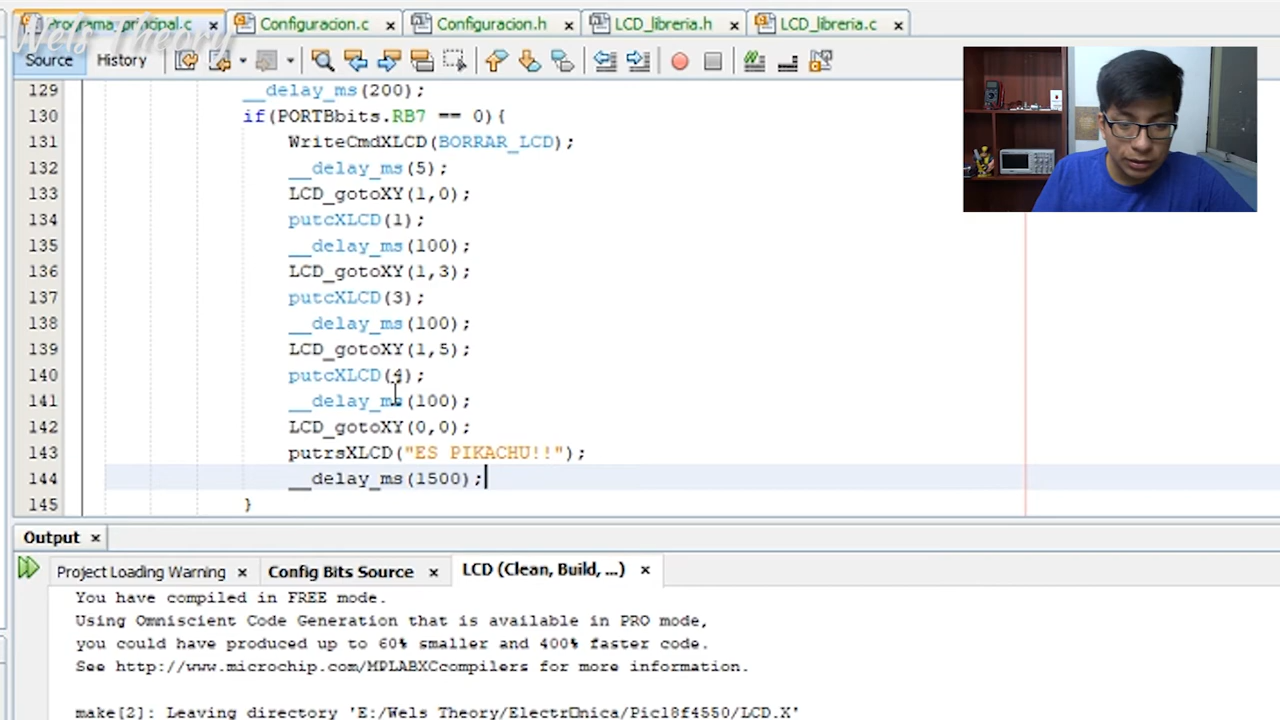 Programa_principal.c × Configuracion.c × Configuracion.h × LCD_libreria.h × LCD_libreria.c ×
Wels Theory
Source History
129 __delay_ms(200);
130 if(PORTBbits.RB7 == 0){
131 WriteCmdXLCD(BORRAR_LCD);
132 __delay_ms(5);
133 LCD_gotoXY(1,0);
134 putcXLCD(1);
135 __delay_ms(100);
136 LCD_gotoXY(1,3);
137 putcXLCD(3);
138 __delay_ms(100);
139 LCD_gotoXY(1,5);
140 putcXLCD(4);
141 __delay_ms(100);
142 LCD_gotoXY(0,0);
143 putrsXLCD("ES PIKACHU!!");
144 __delay_ms(1500);
145 }
Output ×
Project Loading Warning × Config Bits Source × LCD (Clean, Build, ...) ×
You have compiled in FREE mode.
Using Omniscient Code Generation that is available in PRO mode,
you could have produced up to 60% smaller and 400% faster code.
See http://www.microchip.com/MPLABXCcompilers for more information.
make[2]: Leaving directory 'E:/Wels Theory/Electr□nica/Pic18f4550/LCD.X'